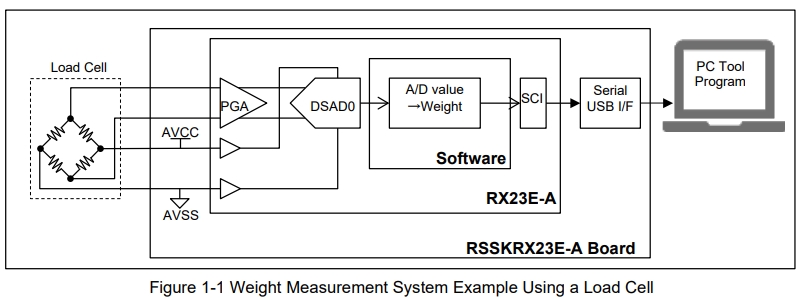 Load Cell
PGA
AVCC
AVSS
DSAD0
A/D value
→Weight
Software
SCI
RX23E-A
RSSKRX23E-A Board
Serial
USB I/F
PC Tool
Program
Figure 1-1 Weight Measurement System Example Using a Load Cell